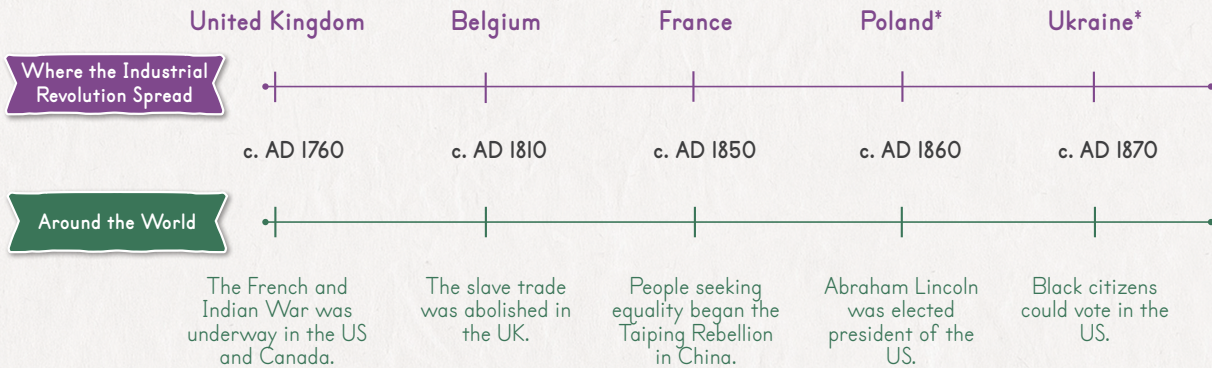 United Kingdom Belgium France Poland* Ukraine*
Where the Industrial
Revolution Spread
c. AD 1760 c. AD 1810 c. AD 1850 c. AD 1860 c. AD 1870
Around the World
The French and
Indian War was
underway in the US
and Canada.
The slave trade
was abolished in
the UK.
People seeking
equality began the
Taiping Rebellion
in China.
Abraham Lincoln
was elected
president of the
US.
Black citizens
could vote in the
US.